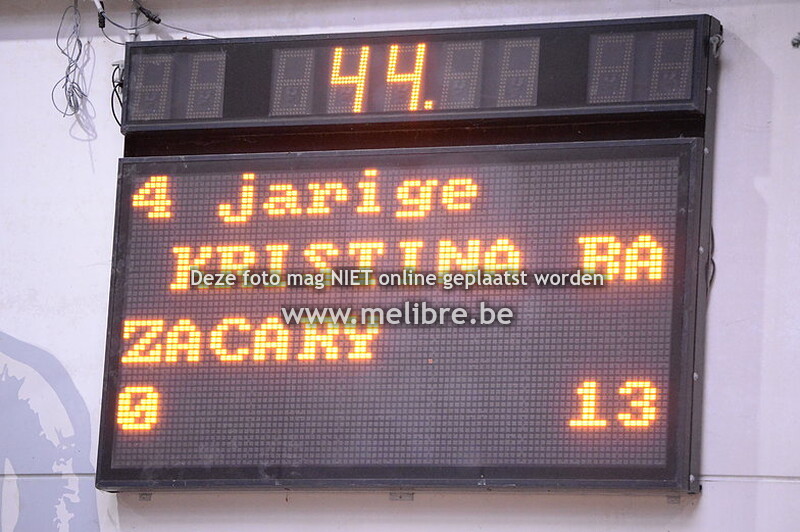 44.
4 jarige
KRISTINA RA
Deze foto mag NIET online geplaatst worden
www.melibre.be
ZACARY
0 13